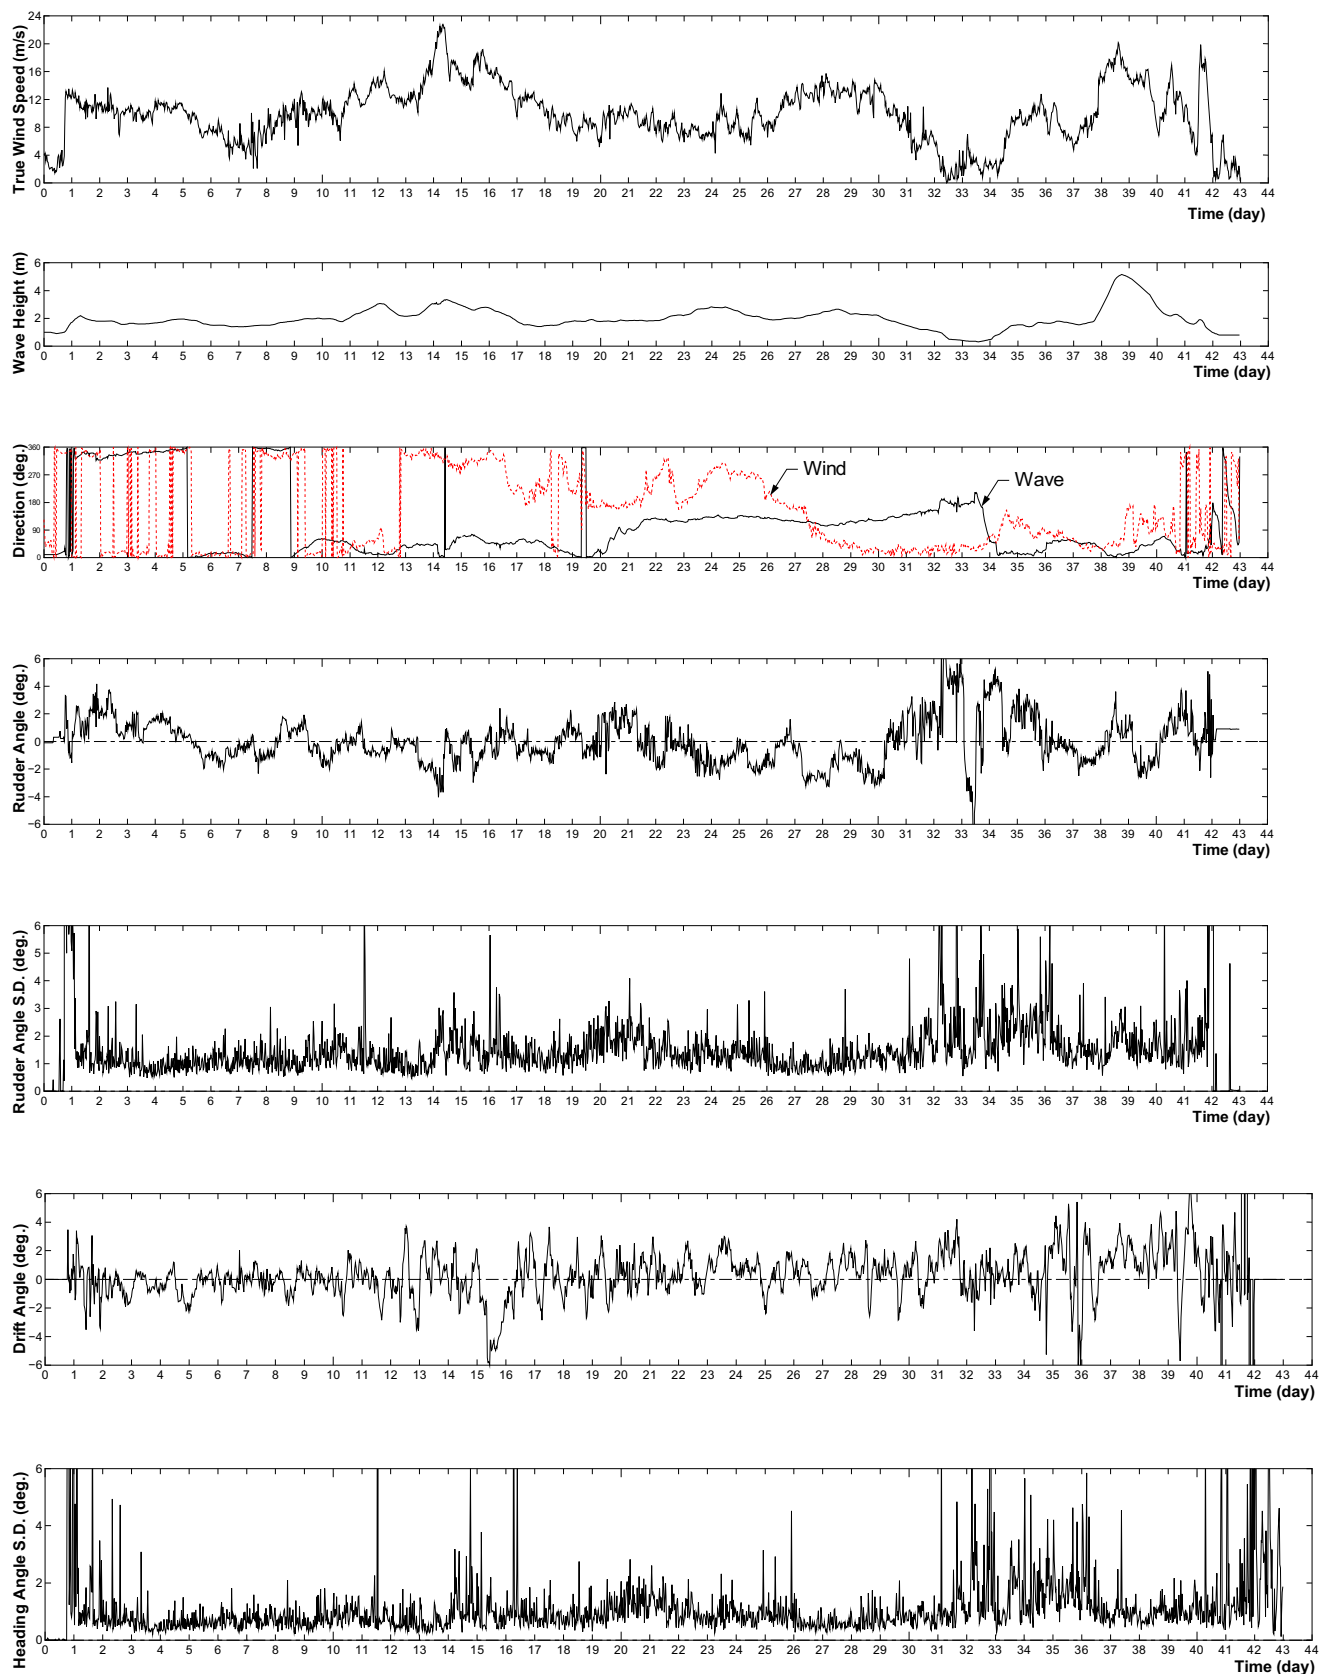 True Wind Speed (m/s)
24
20
16
12
8
4
0
0 1 2 3 4 5 6 7 8 9 10 11 12 13 14 15 16 17 18 19 20 21 22 23 24 25 26 27 28 29 30 31 32 33 34 35 36 37 38 39 40 41 42 43 44
Time (day)
Wave Height (m)
6
4
2
0
0 1 2 3 4 5 6 7 8 9 10 11 12 13 14 15 16 17 18 19 20 21 22 23 24 25 26 27 28 29 30 31 32 33 34 35 36 37 38 39 40 41 42 43 44
Time (day)
Direction (deg.)
360
270
180
90
0
Wind
Wave
0 1 2 3 4 5 6 7 8 9 10 11 12 13 14 15 16 17 18 19 20 21 22 23 24 25 26 27 28 29 30 31 32 33 34 35 36 37 38 39 40 41 42 43 44
Time (day)
Rudder Angle (deg.)
6
4
2
0
−2
−4
−6
0 1 2 3 4 5 6 7 8 9 10 11 12 13 14 15 16 17 18 19 20 21 22 23 24 25 26 27 28 29 30 31 32 33 34 35 36 37 38 39 40 41 42 43 44
Time (day)
Rudder Angle S.D. (deg.)
6
5
4
3
2
1
0
0 1 2 3 4 5 6 7 8 9 10 11 12 13 14 15 16 17 18 19 20 21 22 23 24 25 26 27 28 29 30 31 32 33 34 35 36 37 38 39 40 41 42 43 44
Time (day)
Drift Angle (deg.)
6
4
2
0
−2
−4
−6
0 1 2 3 4 5 6 7 8 9 10 11 12 13 14 15 16 17 18 19 20 21 22 23 24 25 26 27 28 29 30 31 32 33 34 35 36 37 38 39 40 41 42 43 44
Time (day)
Heading Angle S.D. (deg.)
6
4
2
0
0 1 2 3 4 5 6 7 8 9 10 11 12 13 14 15 16 17 18 19 20 21 22 23 24 25 26 27 28 29 30 31 32 33 34 35 36 37 38 39 40 41 42 43 44
Time (day)